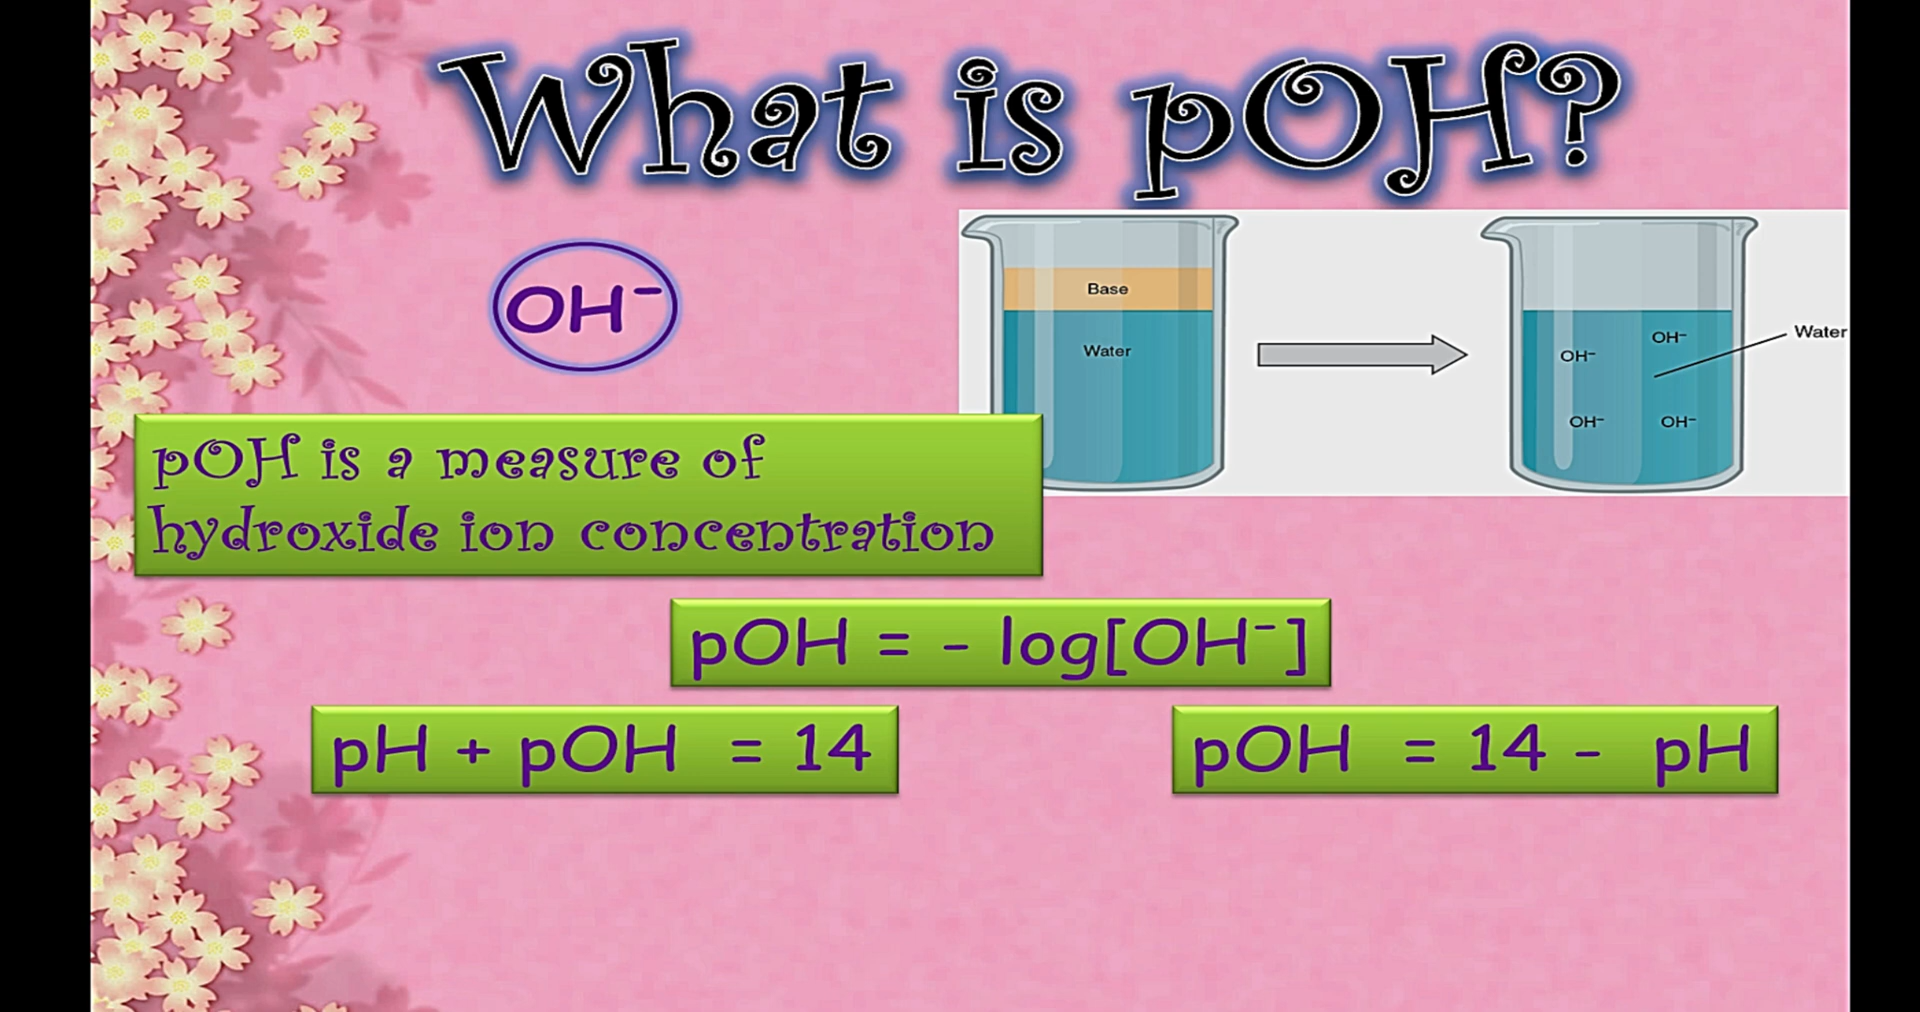 What is pOH?
OH⁻
Base
Water
OH⁻
OH⁻
Water
OH⁻
OH⁻
pOH is a measure of
hydroxide ion concentration
pOH = - log[OH⁻]
pH + pOH = 14
pOH = 14 - pH